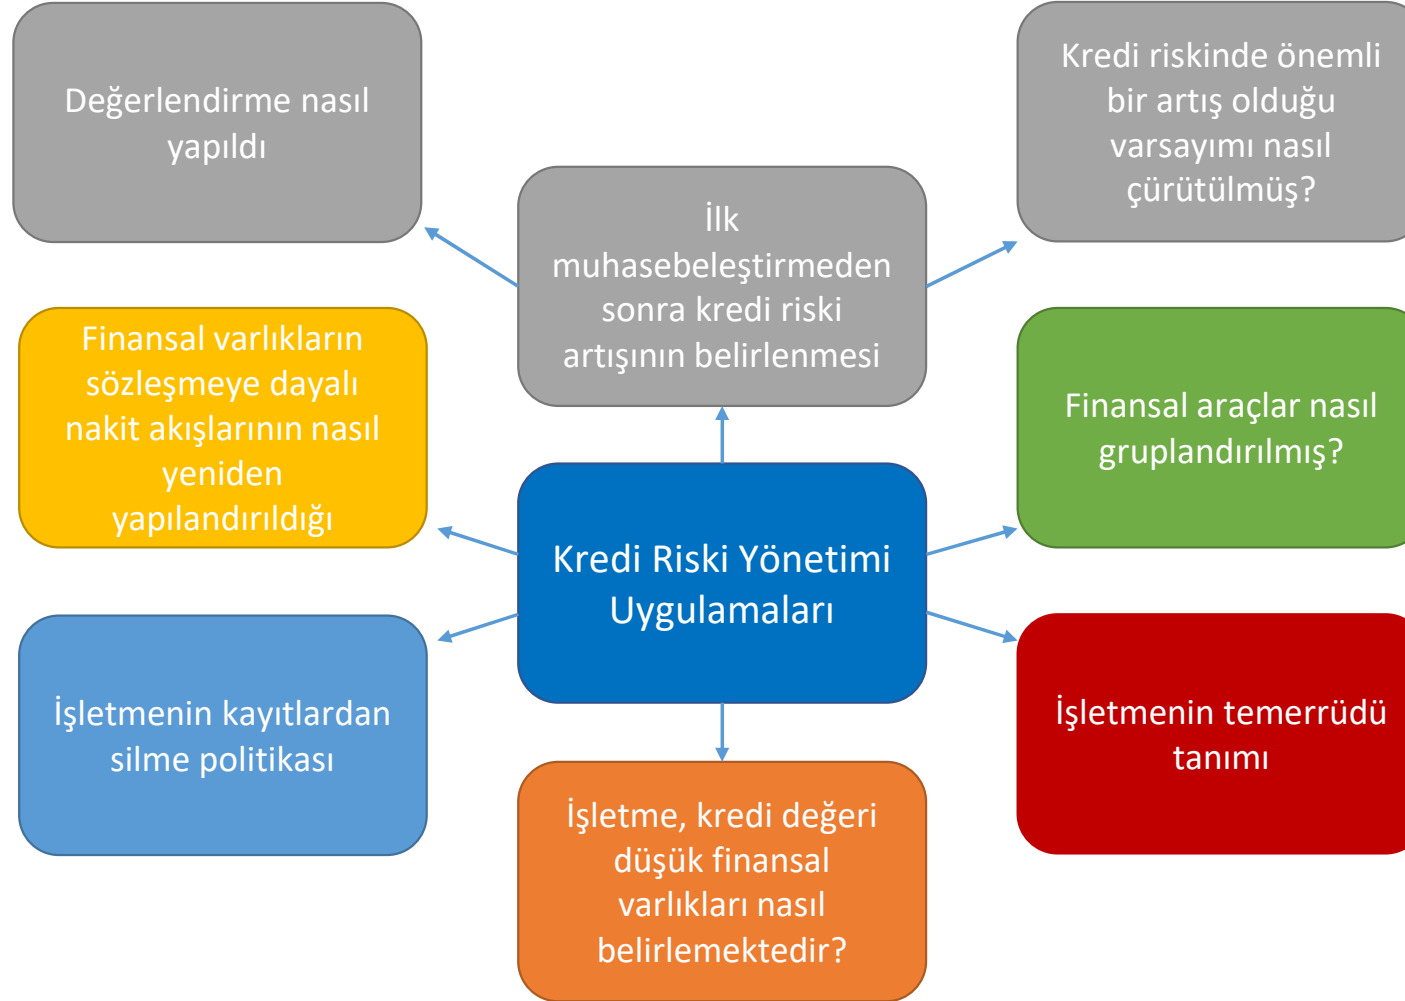 Değerlendirme nasıl
yapıldı
Kredi riskinde önemli
bir artış olduğu
varsayımı nasıl
çürütülmüş?
İlk
muhasebeleştirmeden
sonra kredi riski
artışının belirlenmesi
Finansal varlıkların
sözleşmeye dayalı
nakit akışlarının nasıl
yeniden
yapılandırıldığı
Finansal araçlar nasıl
gruplandırılmış?
Kredi Riski Yönetimi
Uygulamaları
İşletmenin kayıtlardan
silme politikası
İşletmenin temerrüdü
tanımı
İşletme, kredi değeri
düşük finansal
varlıkları nasıl
belirlemektedir?